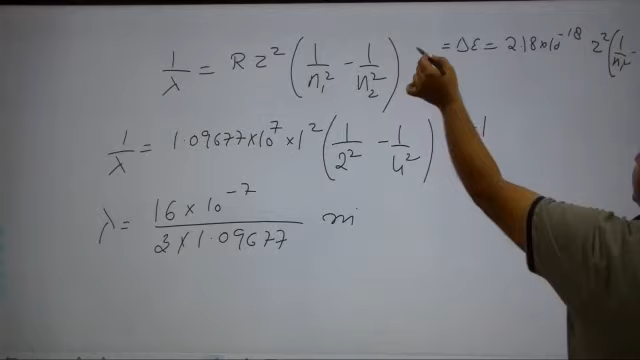 1/λ = R z² (1/n₁² − 1/n₂²) = ΔE = 2.18×10⁻¹⁸ z² (1/n₁² −
1/λ = 1.09677×10⁷ × 1² (1/2² − 1/4²)
λ = 16 × 10⁻⁷ / 3 × 1.09677 m